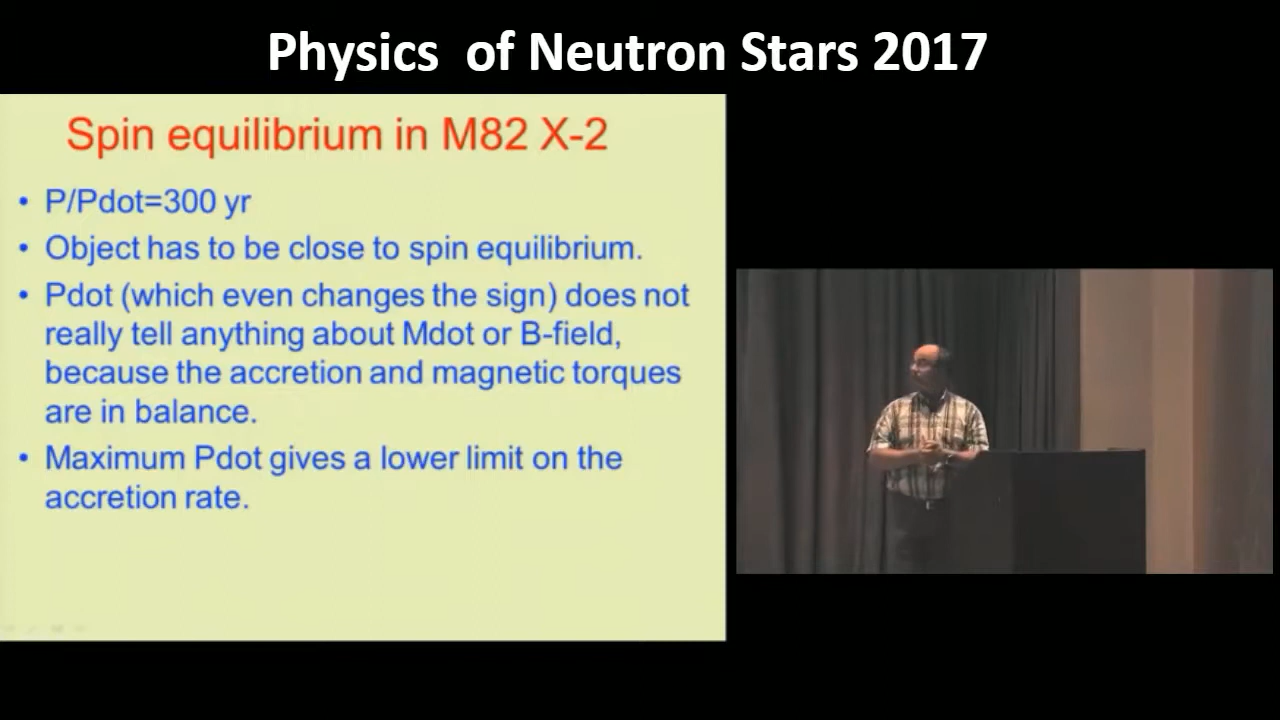 Physics of Neutron Stars 2017
Spin equilibrium in M82 X-2
• P/Pdot=300 yr
• Object has to be close to spin equilibrium.
• Pdot (which even changes the sign) does not
really tell anything about Mdot or B-field,
because the accretion and magnetic torques
are in balance.
• Maximum Pdot gives a lower limit on the
accretion rate.